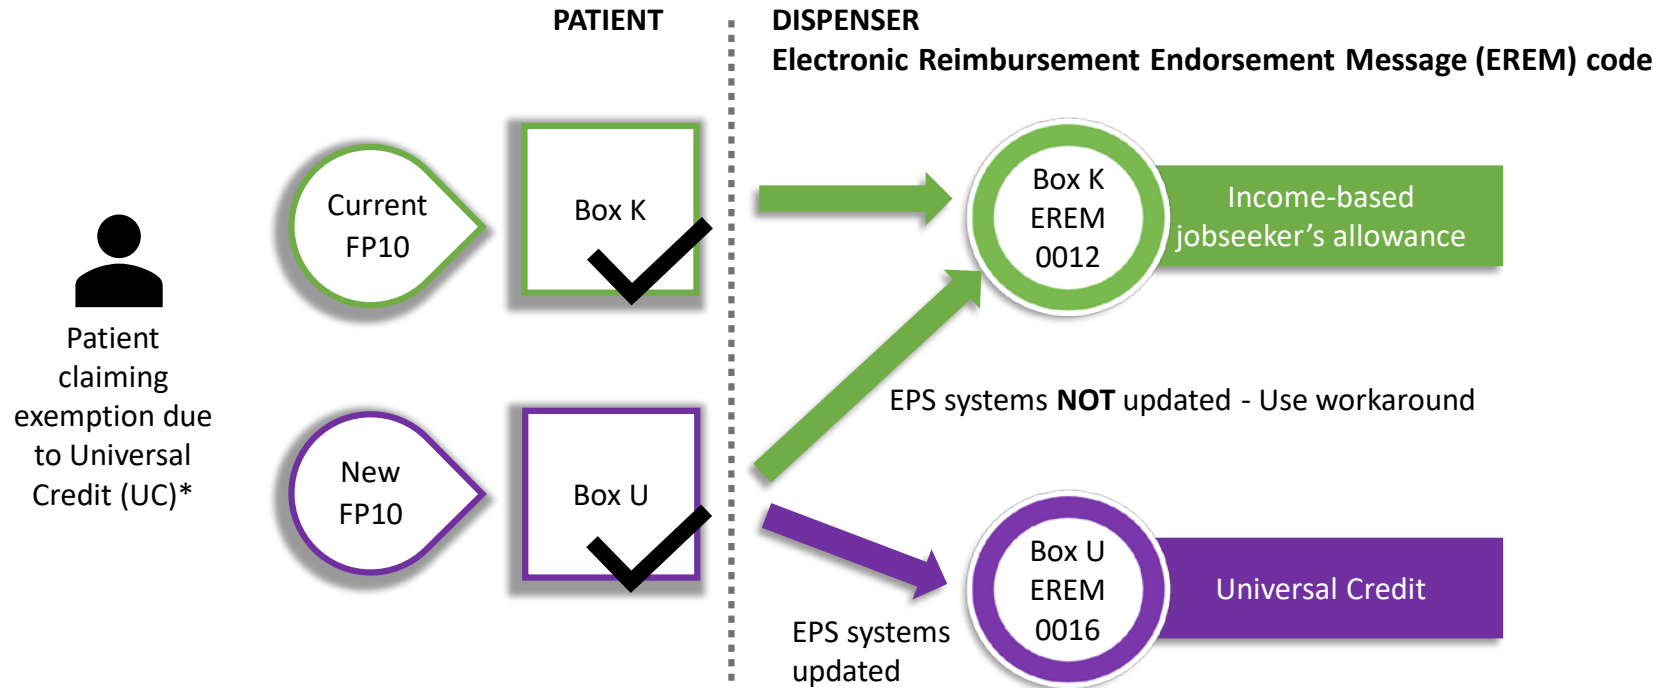 PATIENT
DISPENSER
Electronic Reimbursement Endorsement Message (EREM) code
Patient
claiming
exemption due
to Universal
Credit (UC)*
Current
FP10
Box K
Box K
EREM
0012
Income-based
jobseeker’s allowance
EPS systems NOT updated - Use workaround
New
FP10
Box U
EPS systems
updated
Box U
EREM
0016
Universal Credit